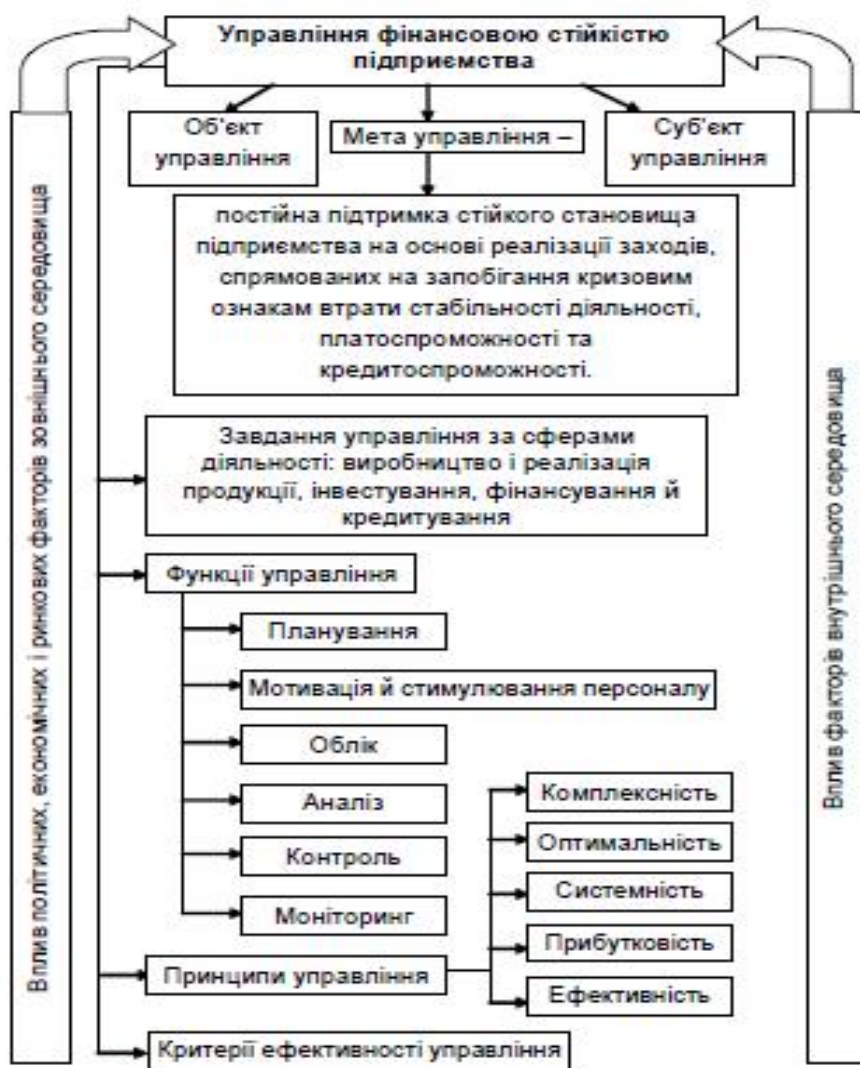 Управління фінансовою стійкістю
підприємства
Об'єкт
управління
Мета управління –
Суб'єкт
управління
постійна підтримка стійкого становища
підприємства на основі реалізації заходів,
спрямованих на запобігання кризовим
ознакам втрати стабільності діяльності,
платоспроможності та
кредитоспроможності.
Завдання управління за сферами
діяльності: виробництво і реалізація
продукції, інвестування, фінансування й
кредитування
Функції управління
Планування
Мотивація й стимулювання персоналу
Облік
Аналіз
Контроль
Моніторинг
Принципи управління
Комплексність
Оптимальність
Системність
Прибутковість
Ефективність
Критерії ефективності управління
Вплив політичних, економічних і ринкових факторів зовнішнього середовища
Вплив факторів внутрішнього середовища